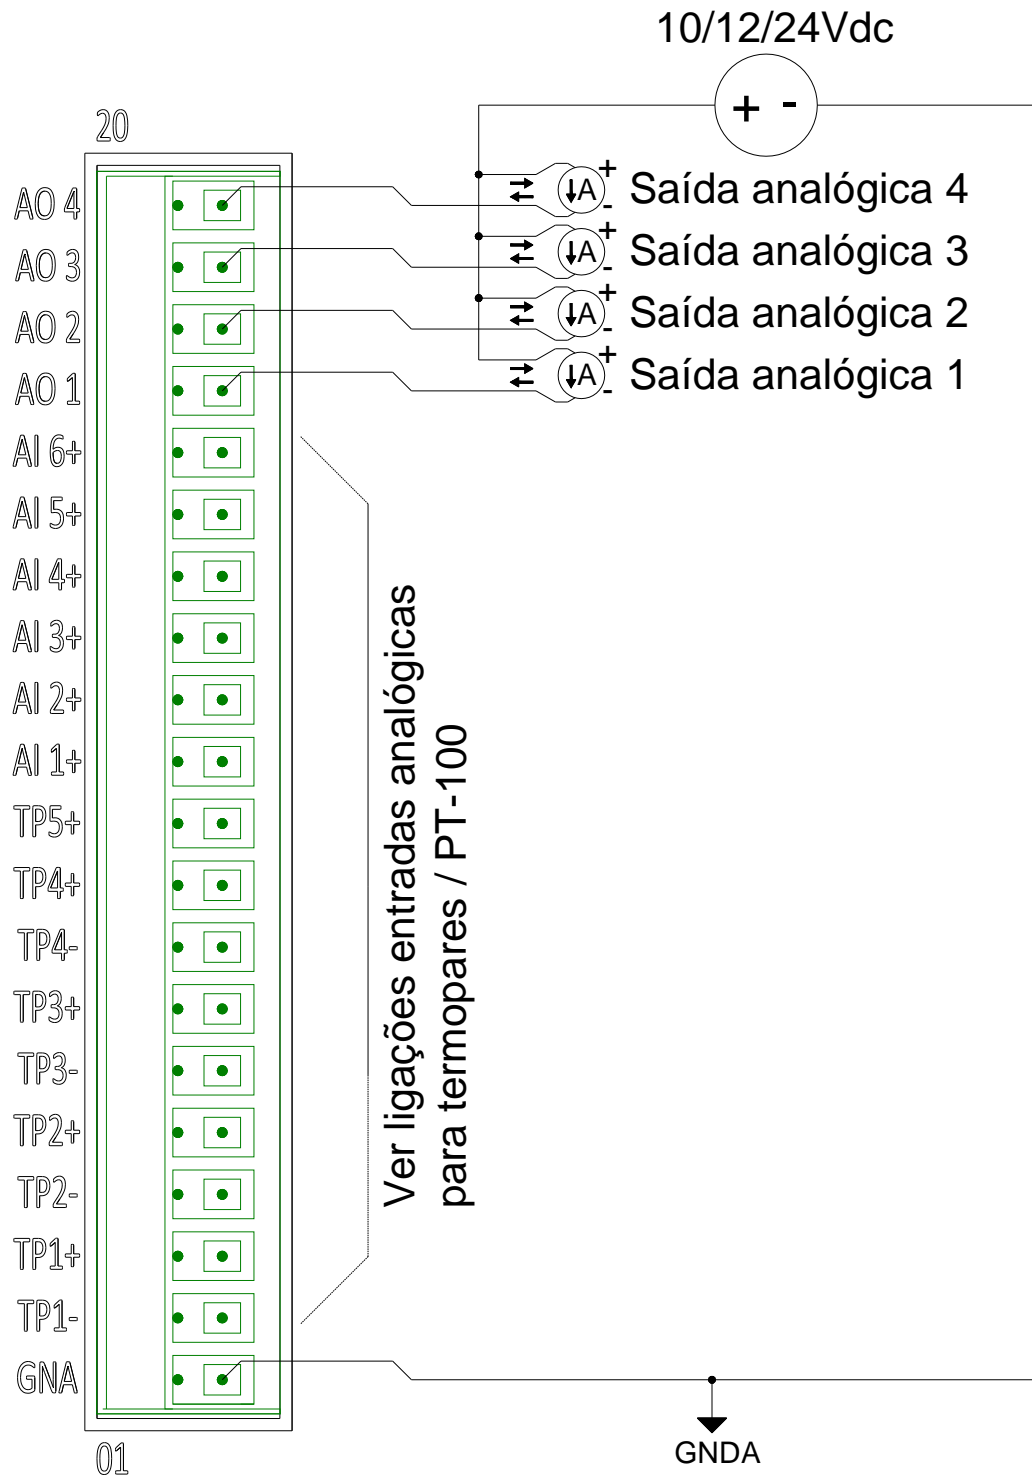 10/12/24Vdc
+ -
20
AO 4
+
A
-
Saída analógica 4
AO 3
+
A
-
Saída analógica 3
AO 2
+
A
-
Saída analógica 2
AO 1
+
A
-
Saída analógica 1
AI 6+
AI 5+
AI 4+
AI 3+
AI 2+
AI 1+
TP5+
TP4+
TP4-
TP3+
TP3-
TP2+
TP2-
TP1+
TP1-
GNA
01
Ver ligações entradas analógicas
para termopares / PT-100
GNDA